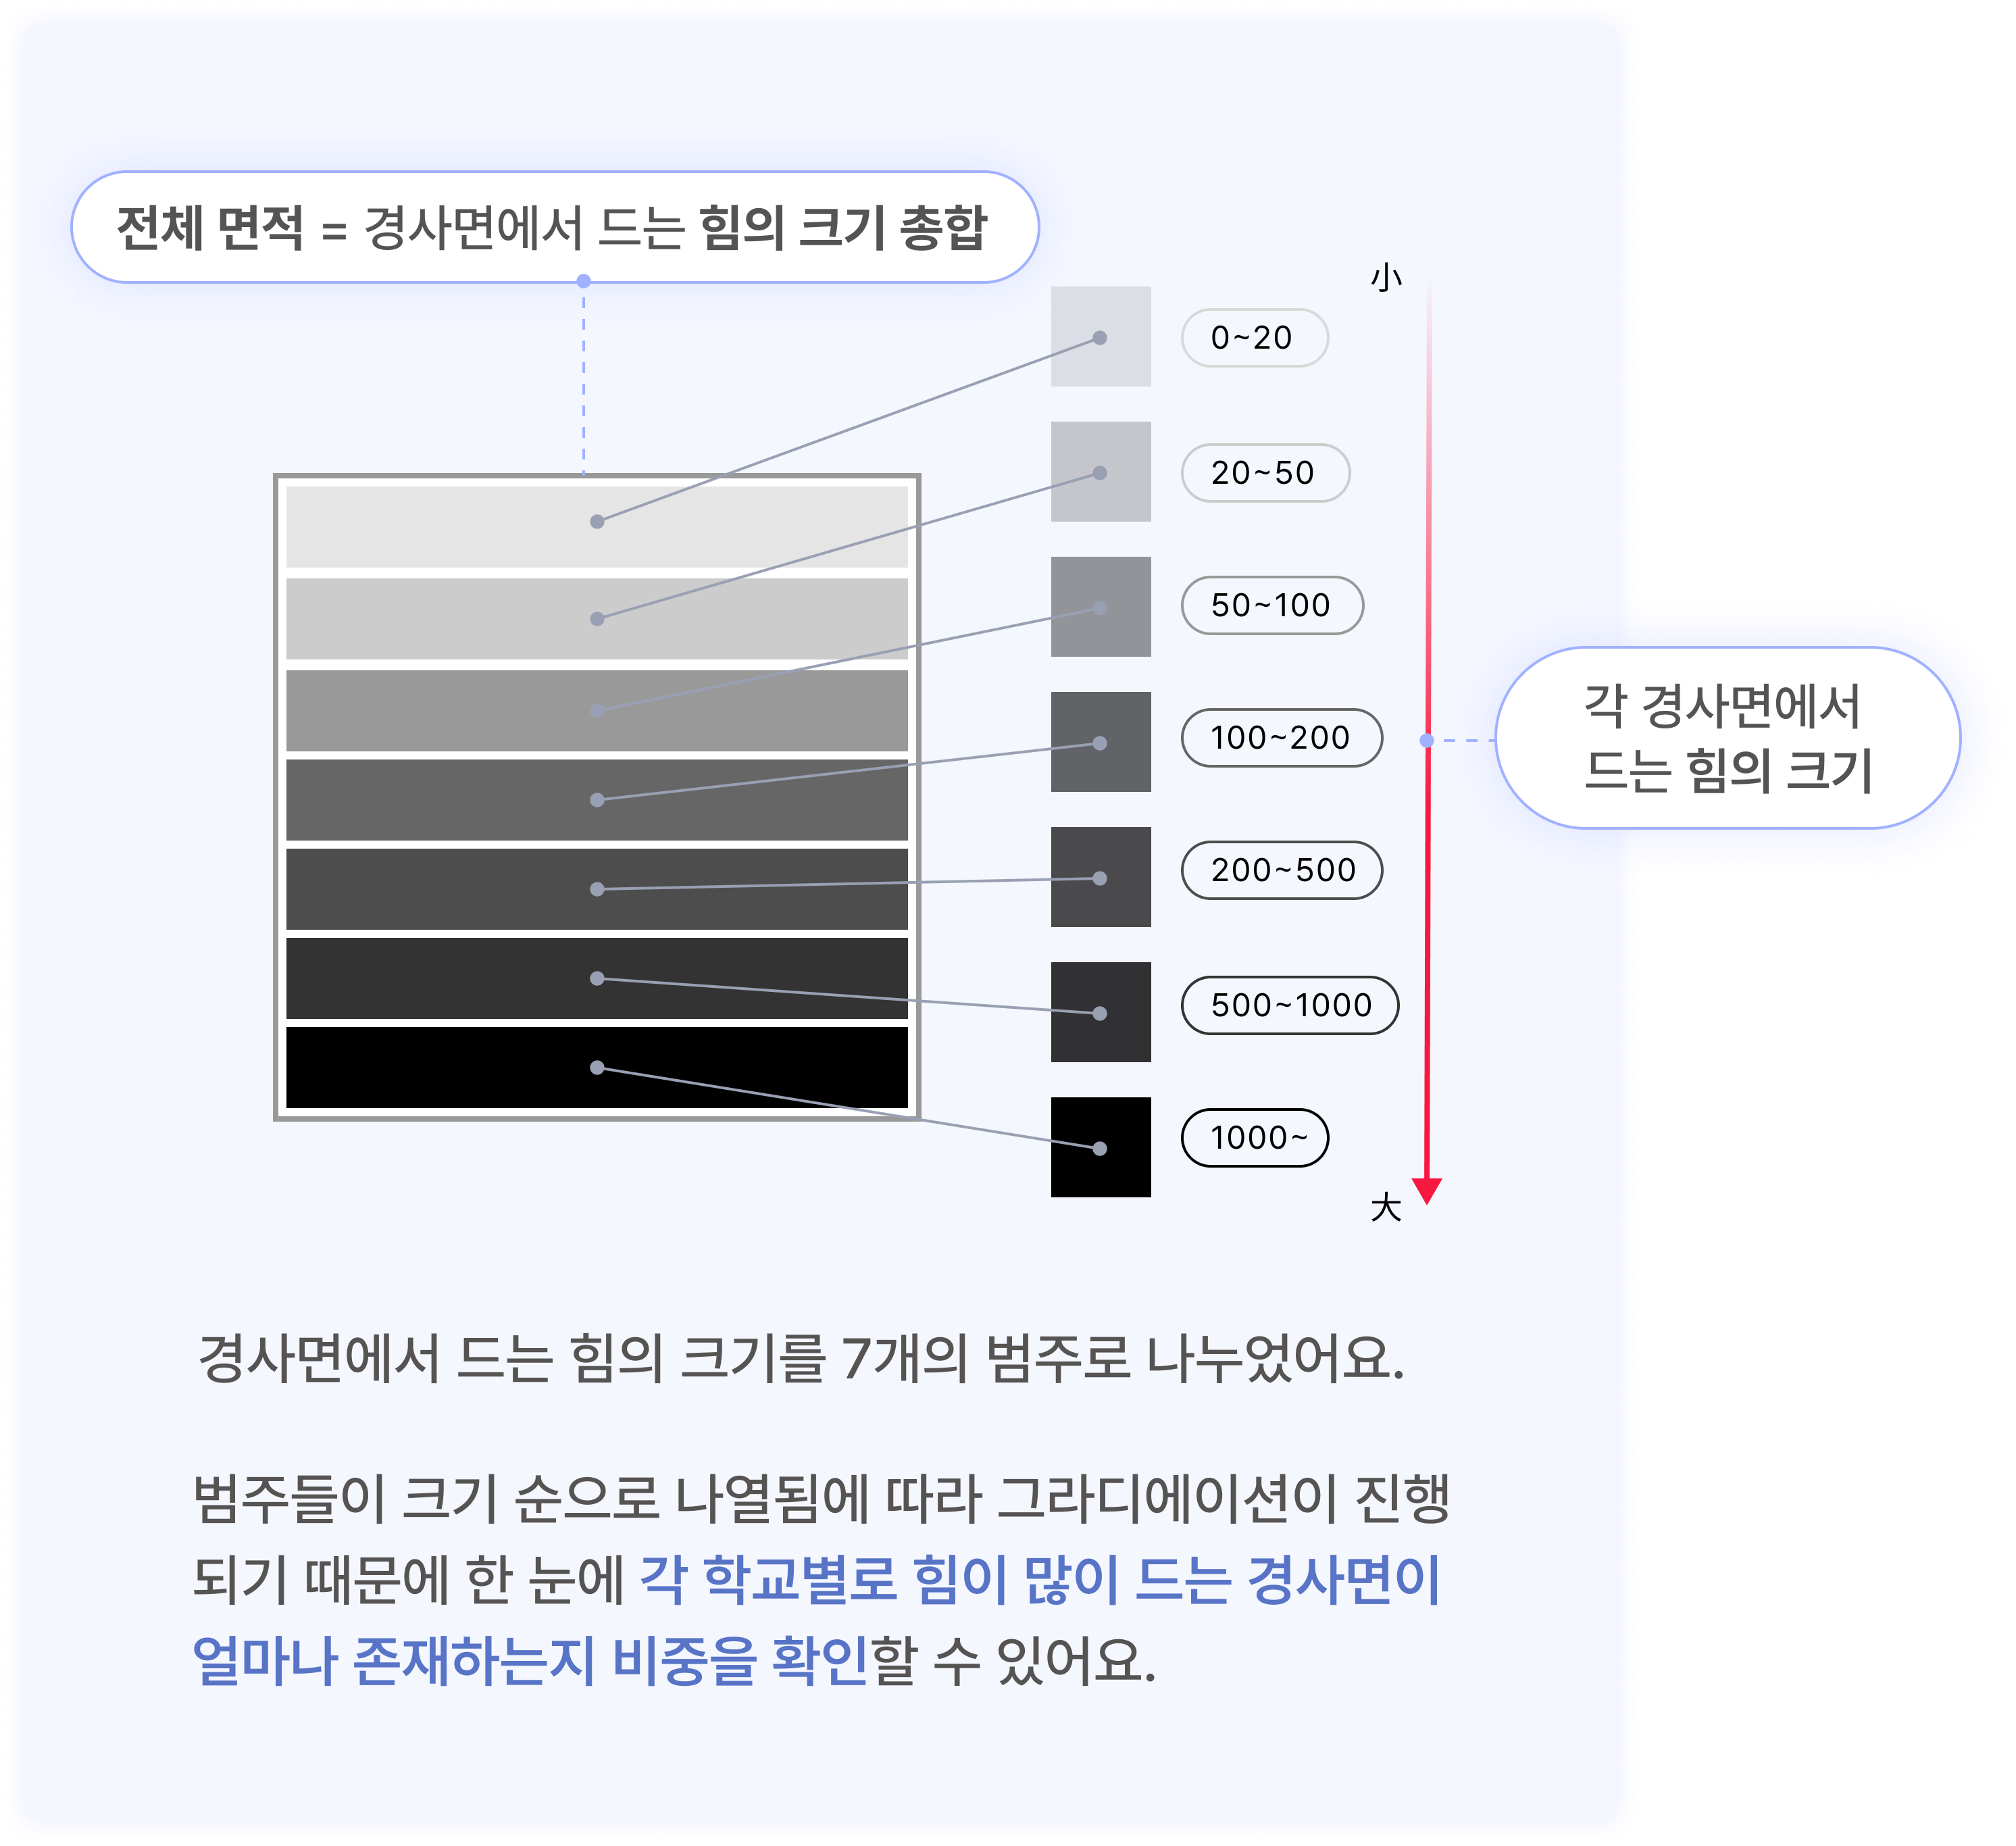 전체 면적 = 경사면에서 드는 힘의 크기 총합
小
0~20
20~50
50~100
100~200
200~500
500~1000
1000~
大
각 경사면에서
드는 힘의 크기
경사면에서 드는 힘의 크기를 7개의 범주로 나누었어요.
범주들이 크기 순으로 나열됨에 따라 그라디에이션이 진행
되기 때문에 한 눈에 각 학교별로 힘이 많이 드는 경사면이
얼마나 존재하는지 비중을 확인할 수 있어요.